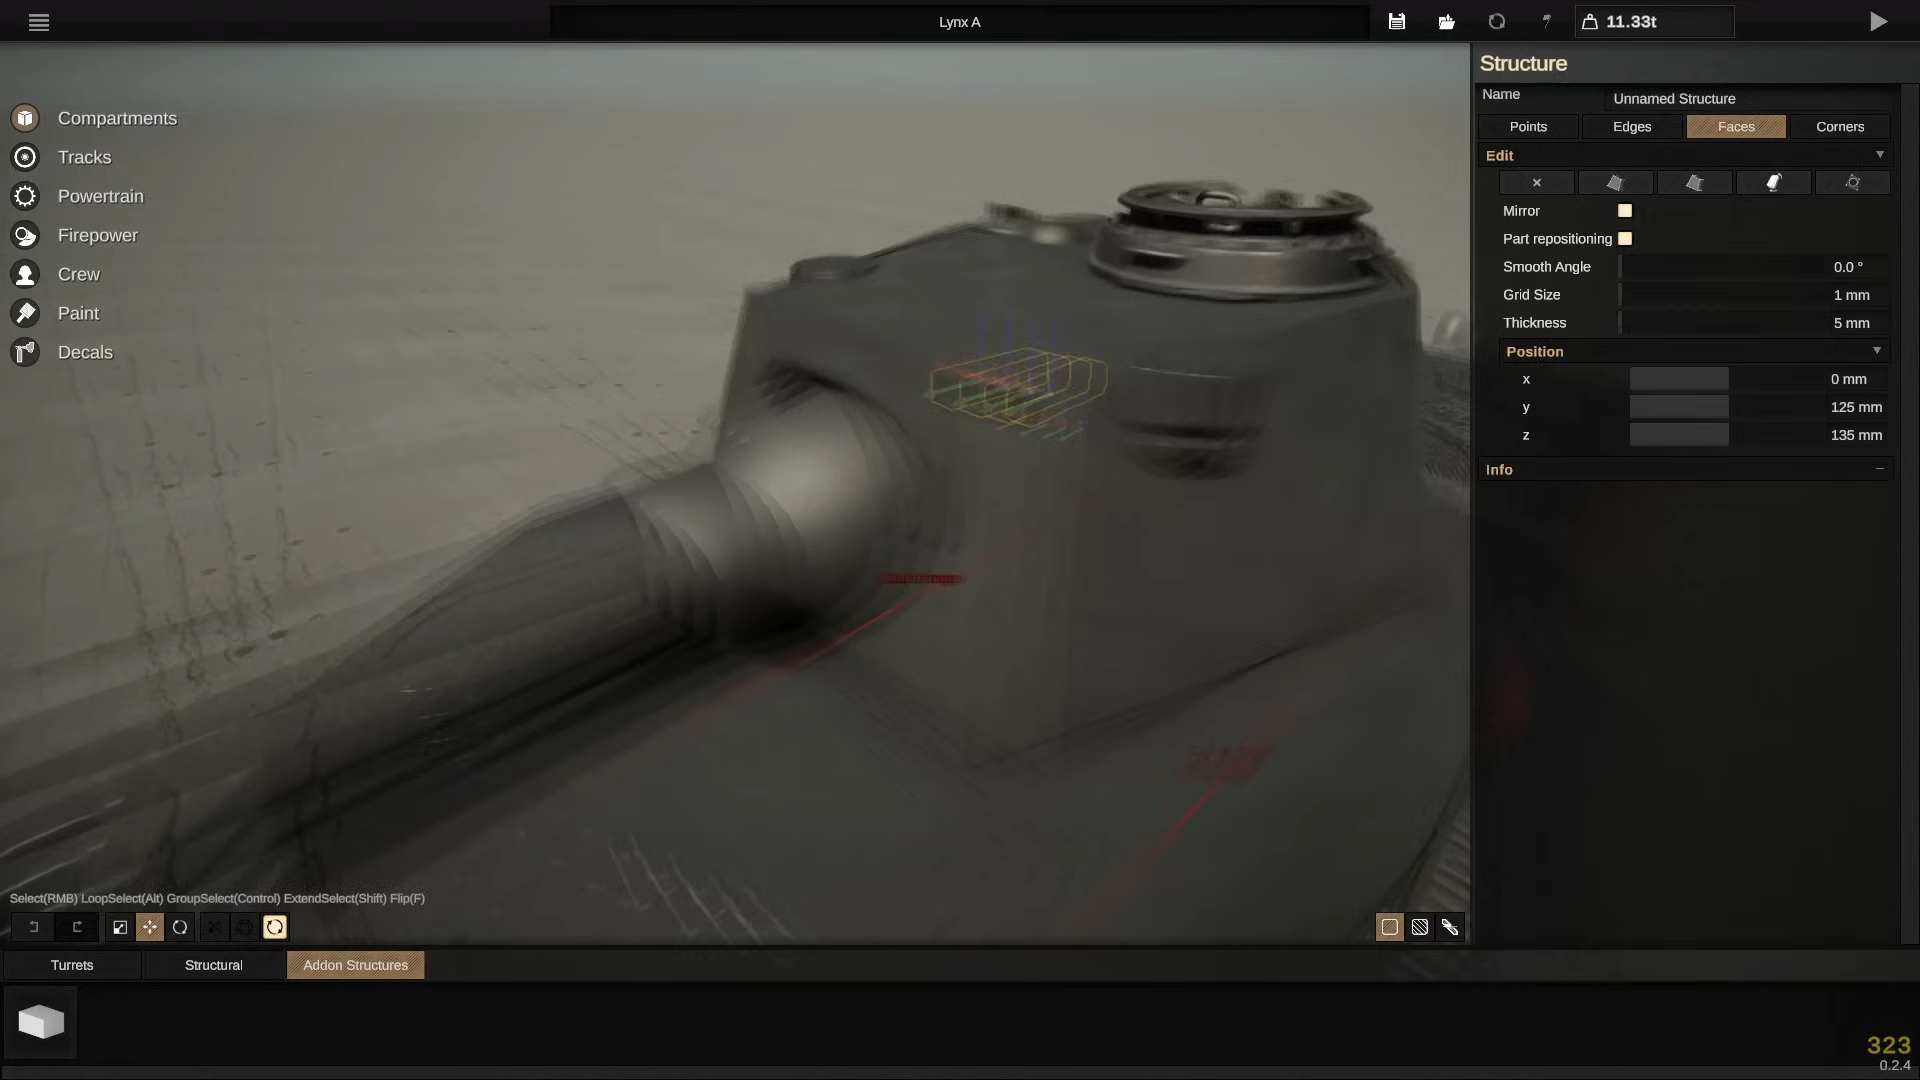 Lynx A
11.33t
Compartments
Tracks
Powertrain
Firepower
Crew
Paint
Decals
Structure
Name
Unnamed Structure
Points
Edges
Faces
Corners
Edit
Mirror
Part repositioning
Smooth Angle
0.0 °
Grid Size
1 mm
Thickness
5 mm
Position
x
0 mm
y
125 mm
z
135 mm
Info
Select(RMB) LoopSelect(Alt) GroupSelect(Control) ExtendSelect(Shift) Flip(F)
Turrets
Structural
Addon Structures
323
0.2.4